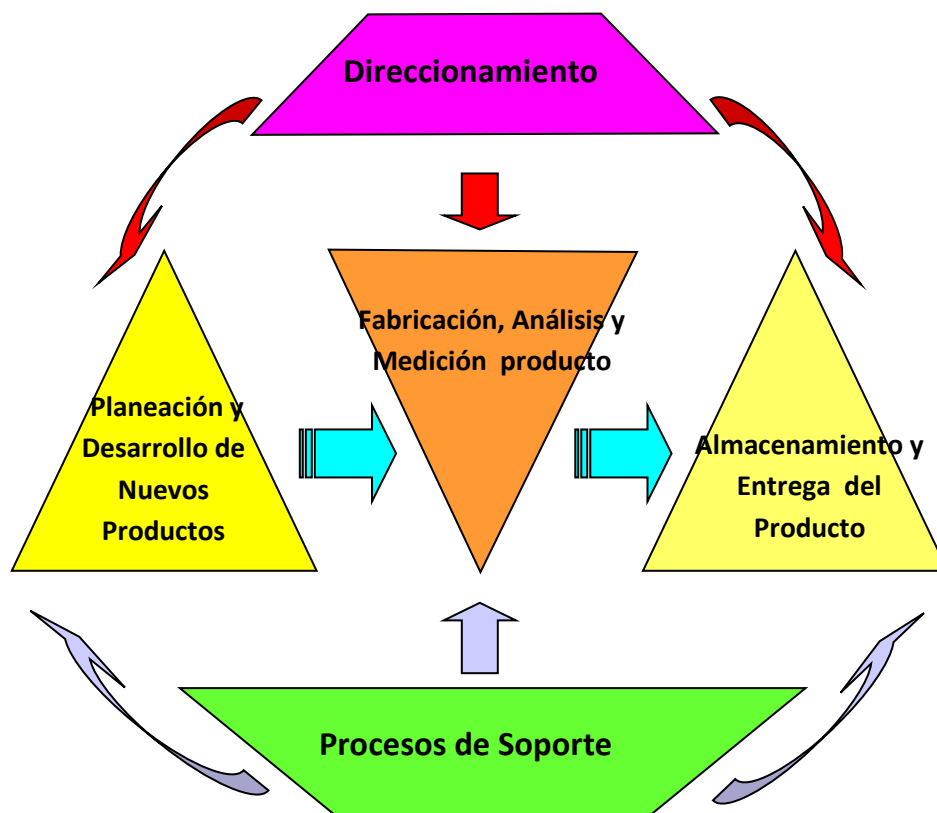 Direccionamiento
Fabricación, Análisis y
Medición producto
Planeación y
Desarrollo de
Nuevos
Productos
Almacenamiento y
Entrega del
Producto
Procesos de Soporte